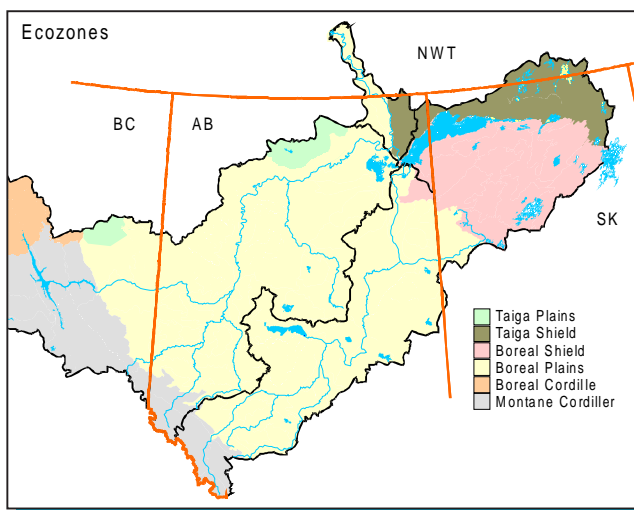 Ecozones
NWT
BC
AB
SK
Taiga Plains
Taiga Shield
Boreal Shield
Boreal Plains
Boreal Cordille
Montane Cordiller